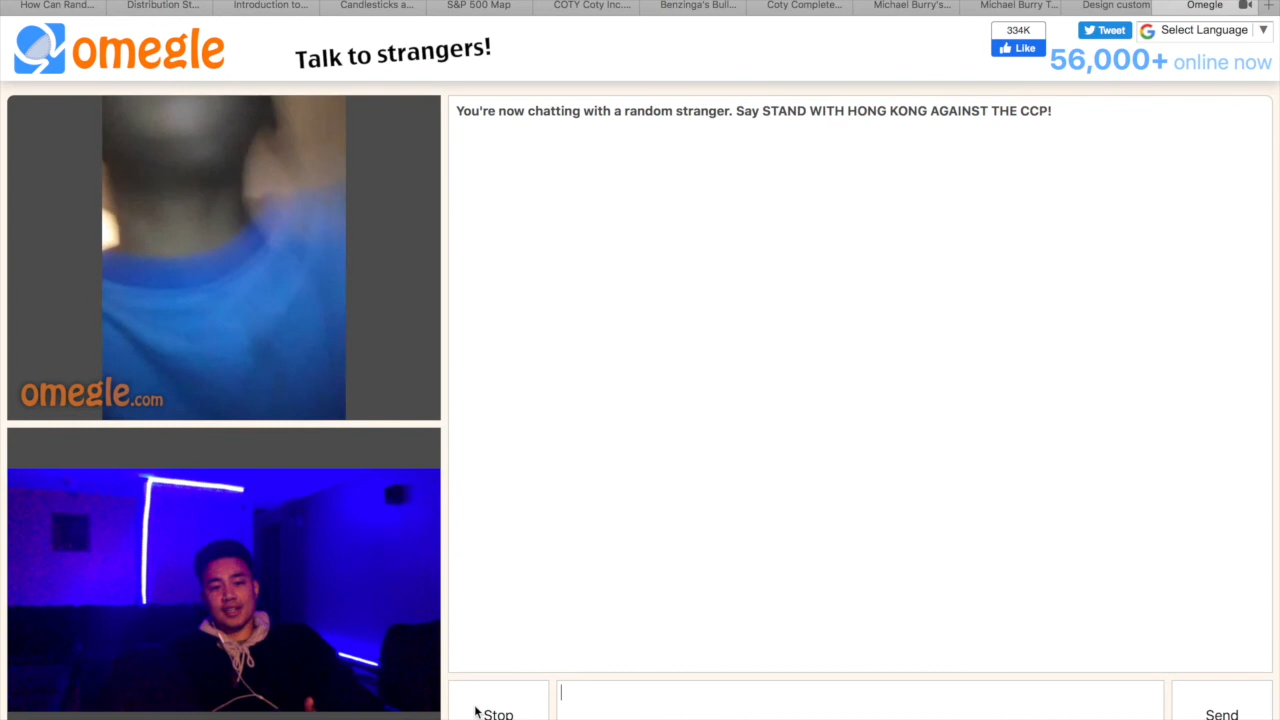 How Can Rand...
Distribution St...
Introduction to...
Candlesticks a...
S&P 500 Map
COTY Coty Inc....
Benzinga's Bull...
Coty Complete...
Michael Burry's...
Michael Burry T...
Design custom
Omegle
omegle
Talk to strangers!
334K
Like
Tweet
Select Language
56,000+ online now
You're now chatting with a random stranger. Say STAND WITH HONG KONG AGAINST THE CCP!
omegle.com
Stop
Send